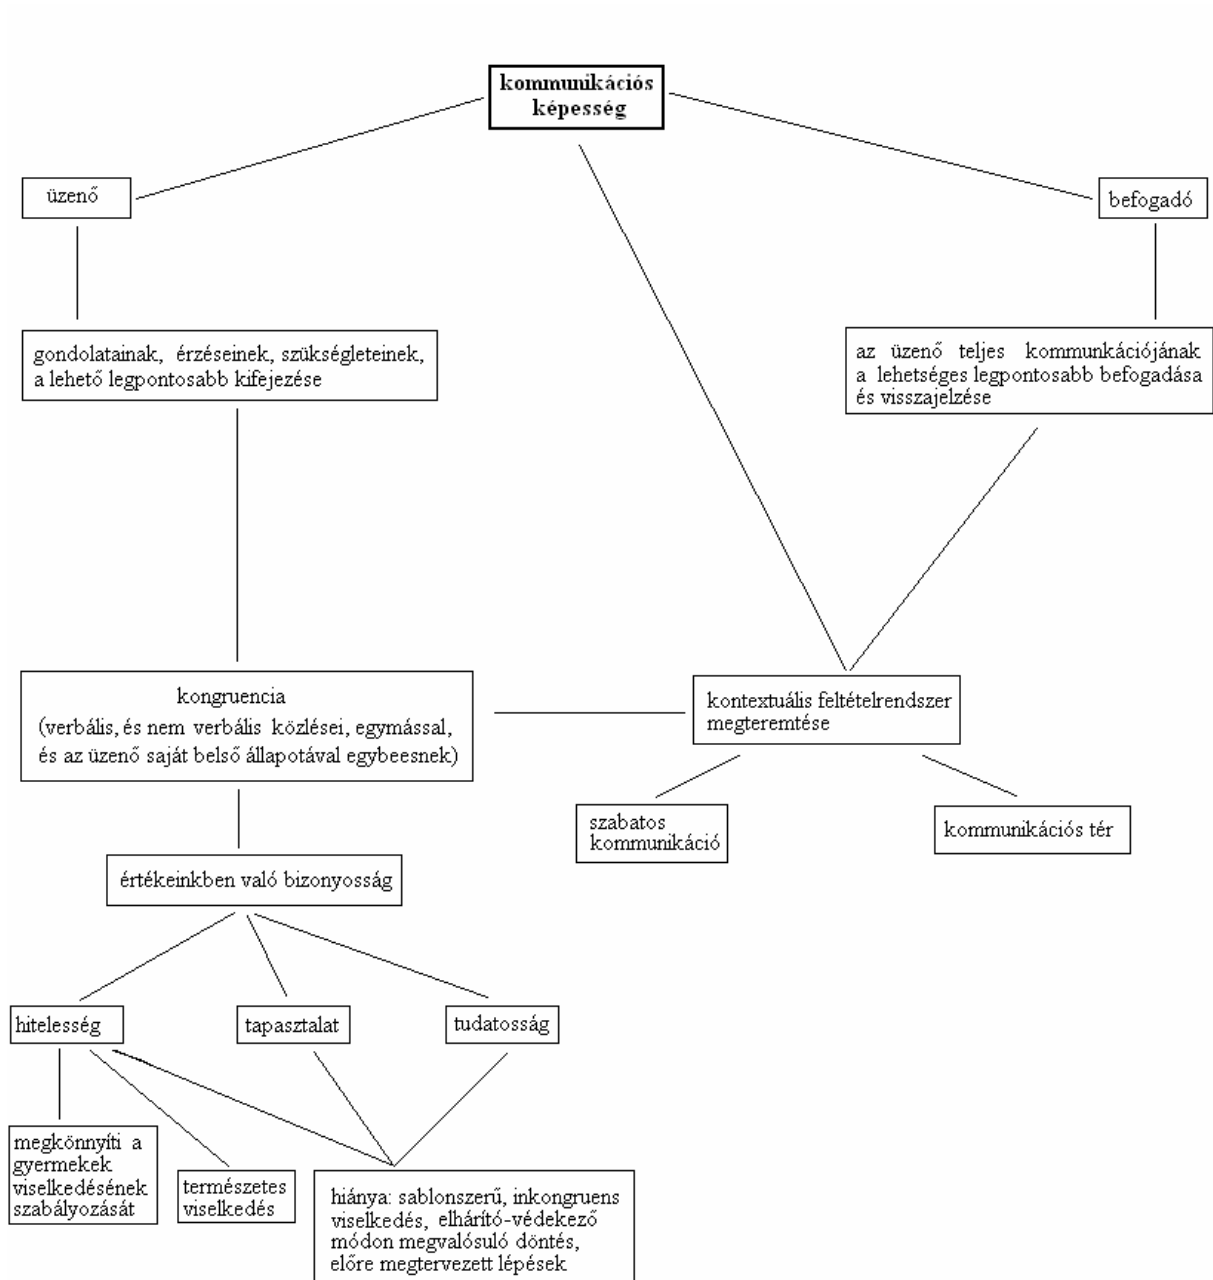 kommunikációs
képesség
üzenő
befogadó
gondolatainak, érzéseinek, szükségleteinek,
a lehető legpontosabb kifejezése
az üzenő teljes kommunkációjának
a lehetséges legpontosabb befogadása
és visszajelzése
kongruencia
(verbális, és nem verbális közlései, egymással,
és az üzenő saját belső állapotával egybeesnek)
kontextuális feltételrendszer
megteremtése
szabatos
kommunikáció
kommunikációs tér
értékeinkben való bizonyosság
hitelesség
tapasztalat
tudatosság
megkönnyíti a
gyermekek
viselkedésének
szabályozását
természetes
viselkedés
hiánya: sablonszerű, inkongruens
viselkedés, elhárító-védekező
módon megvalósuló döntés,
előre megtervezett lépések